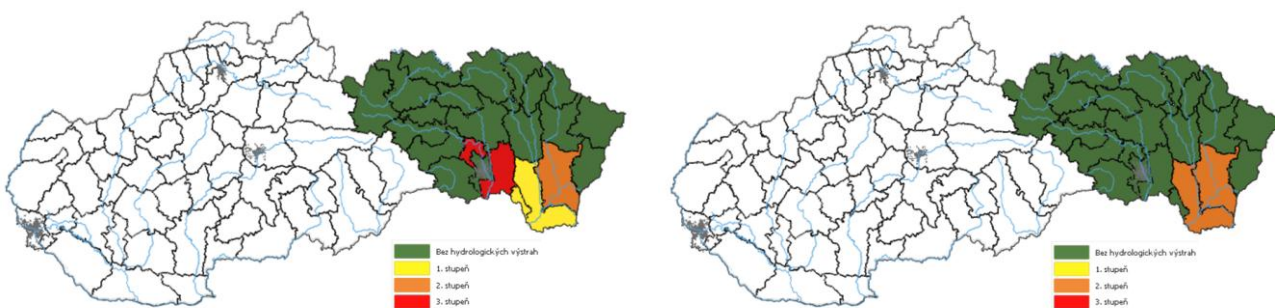 Bez hydrologických výstrah
1. stupeň
2. stupeň
3. stupeň
Bez hydrologických výstrah
1. stupeň
2. stupeň
3. stupeň